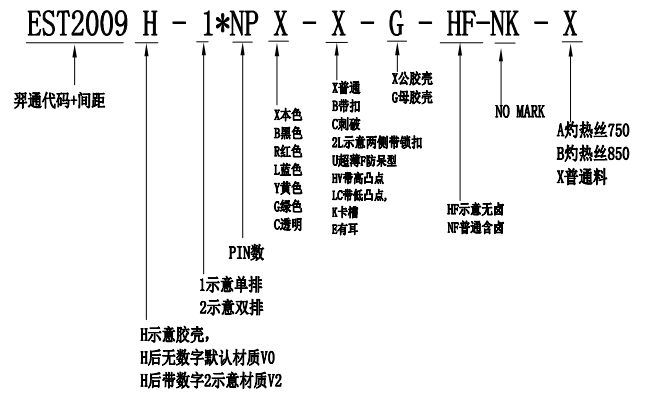 EST2009 H - 1*NP X - X - G - HF-NK - X
羿通代码+间距
X本色
B黑色
R红色
L蓝色
Y黄色
G绿色
C透明
X普通
B带扣
C刺破
2L示意两侧带锁扣
U超薄F防呆型
HV带高凸点
LC带低凸点,
K卡槽
E有耳
X公胶壳
G母胶壳
NO MARK
A灼热丝750
B灼热丝850
X普通料
HF示意无卤
NF普通含卤
PIN数
1示意单排
2示意双排
H示意胶壳,
H后无数字默认材质V0
H后带数字2示意材质V2